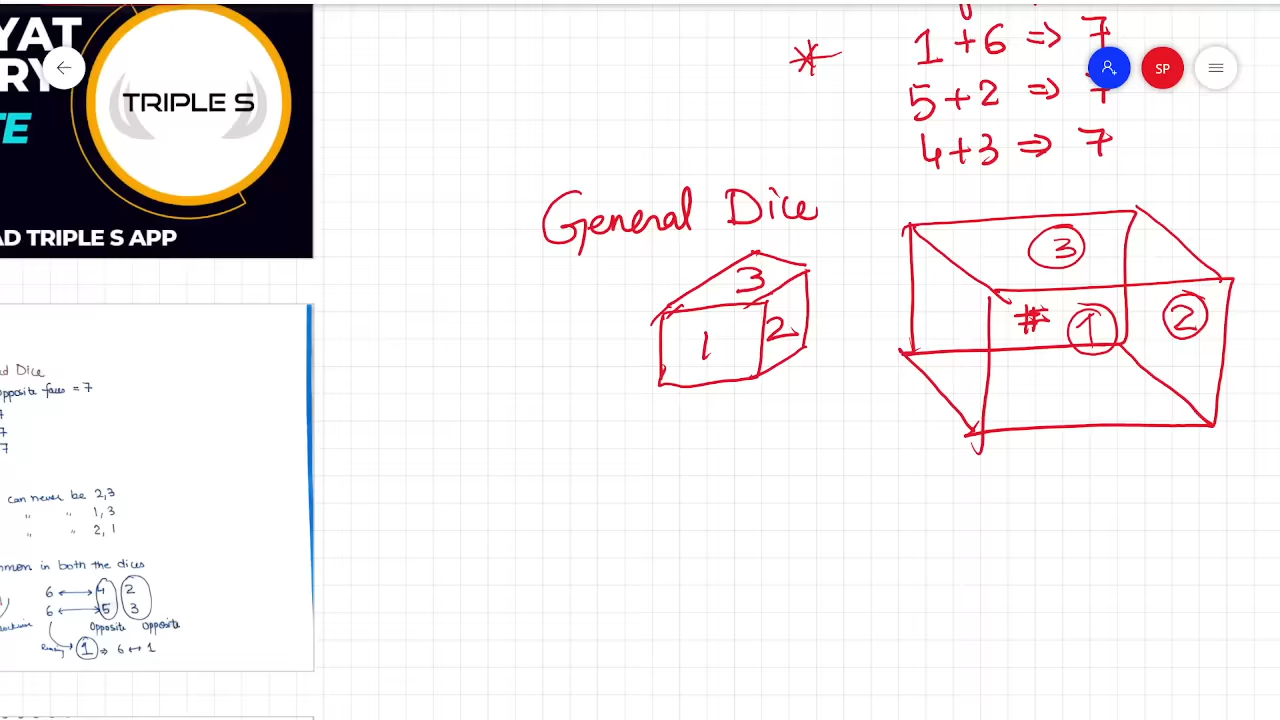 YAT
RY
TE
TRIPLE S
AD TRIPLE S APP
1 + 6 => 7
SP
5 + 2 => 7
4 + 3 => 7
*
General Dice
3
1
2
3
# 1
2
Dice
opposite faces = 7
7
7
7
can never be 2,3
" " 1,3
" " 2,1
mmon in both the dices
6 ↔ 4 2
6 ↔ 5 3
opposite opposite
1 => 6 ↔ 1